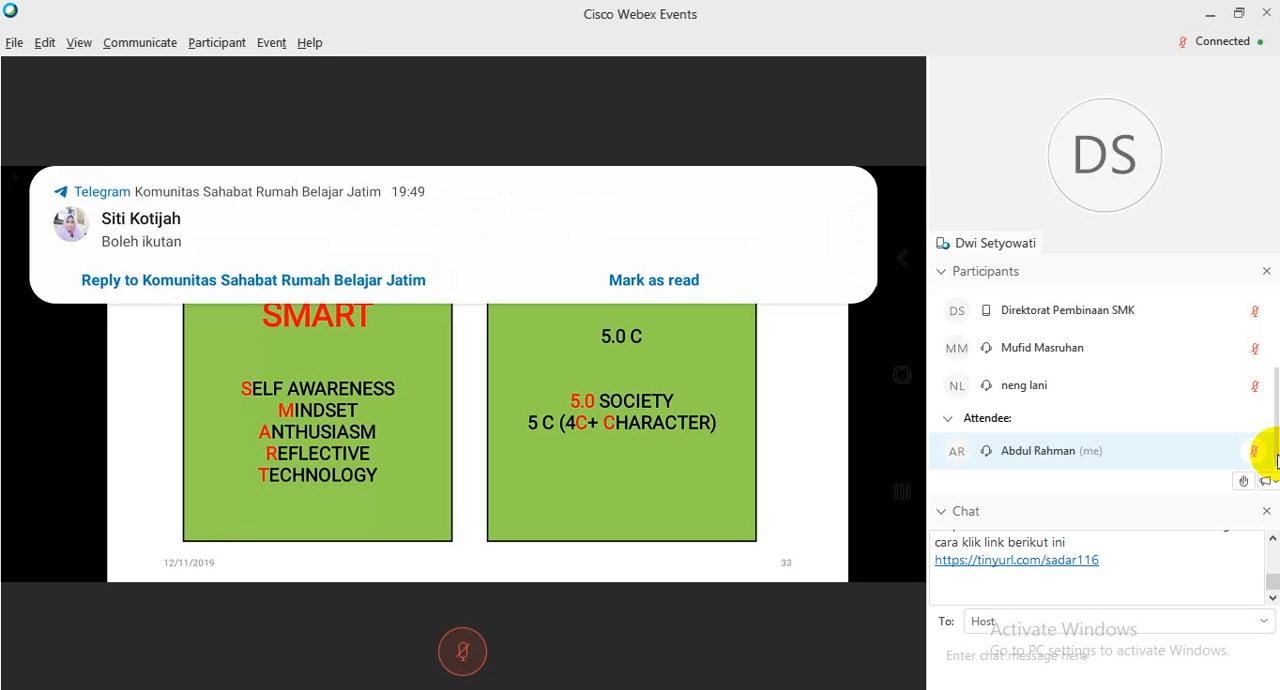 Cisco Webex Events
File Edit View Communicate Participant Event Help
Connected
Telegram Komunitas Sahabat Rumah Belajar Jatim 19:49
Siti Kotijah
Boleh ikutan
Reply to Komunitas Sahabat Rumah Belajar Jatim
Mark as read
SMART
SELF AWARENESS
MINDSET
ANTHUSIASM
REFLECTIVE
TECHNOLOGY
5.0 C
5.0 SOCIETY
5 C (4C+ CHARACTER)
12/11/2019
33
DS
Dwi Setyowati
Participants
DS Direktorat Pembinaan SMK
MM Mufid Masruhan
NL neng lani
Attendee:
AR Abdul Rahman (me)
Chat
cara klik link berikut ini
https://tinyurl.com/sadar116
To: Host
Activate Windows
Go to PC settings to activate Windows.
Enter chat message here